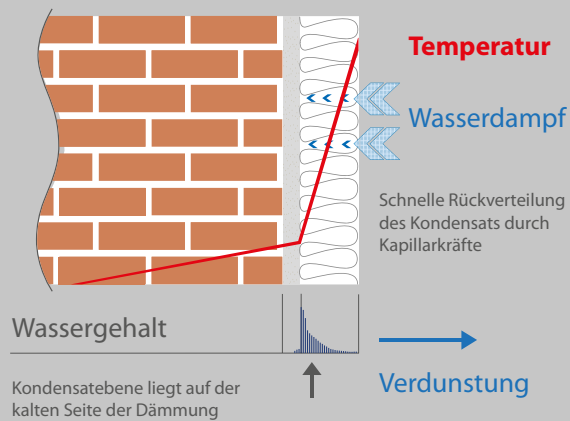 Temperatur
Wasserdampf
Schnelle Rückverteilung
des Kondensats durch
Kapillarkräfte
Wassergehalt
Verdunstung
Kondensatebene liegt auf der
kalten Seite der Dämmung